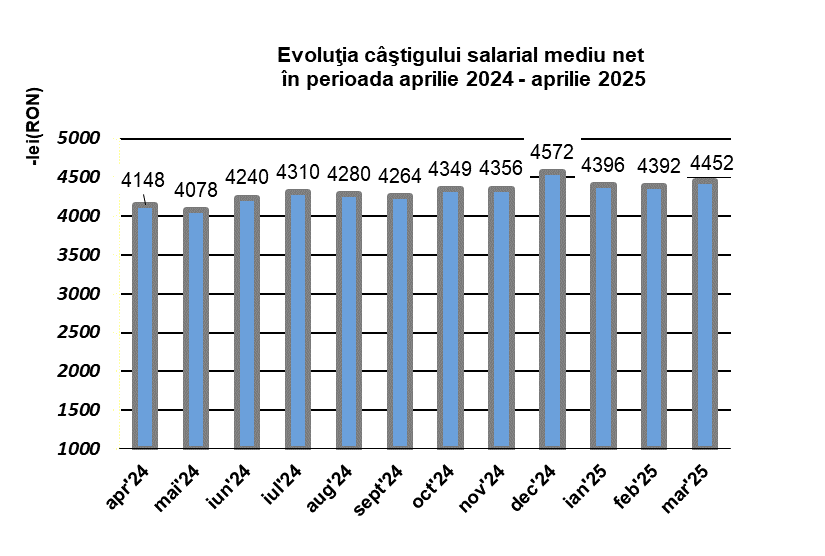 Evoluţia câştigului salarial mediu net
în perioada aprilie 2024 - aprilie 2025
-lei(RON)
5000
4500
4000
3500
3000
2500
2000
1500
1000
4148
4078
4240
4310
4280
4264
4349
4356
4572
4396
4392
4452
apr'24
mai'24
iun'24
iul'24
aug'24
sept'24
oct'24
nov'24
dec'24
ian'25
feb'25
mar'25